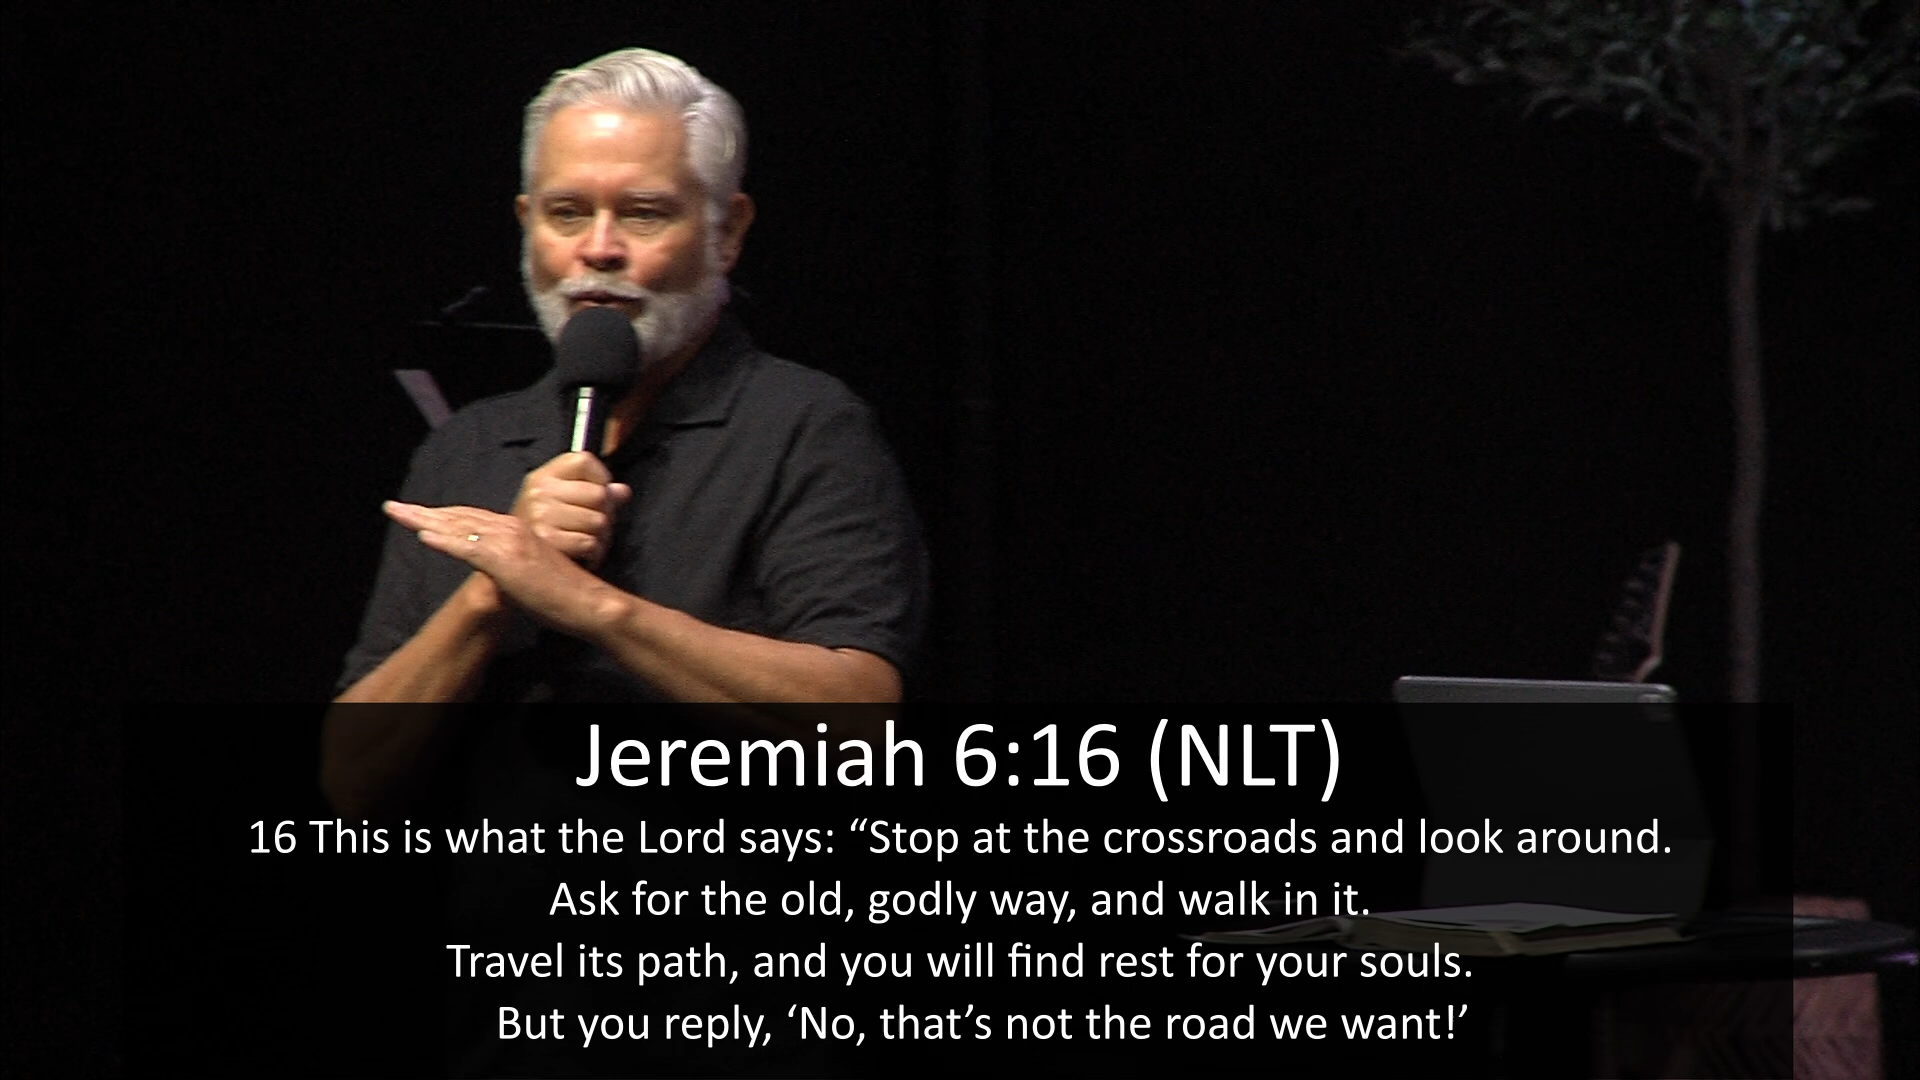 Jeremiah 6:16 (NLT)
16 This is what the Lord says: “Stop at the crossroads and look around.
Ask for the old, godly way, and walk in it.
Travel its path, and you will find rest for your souls.
But you reply, ‘No, that’s not the road we want!’